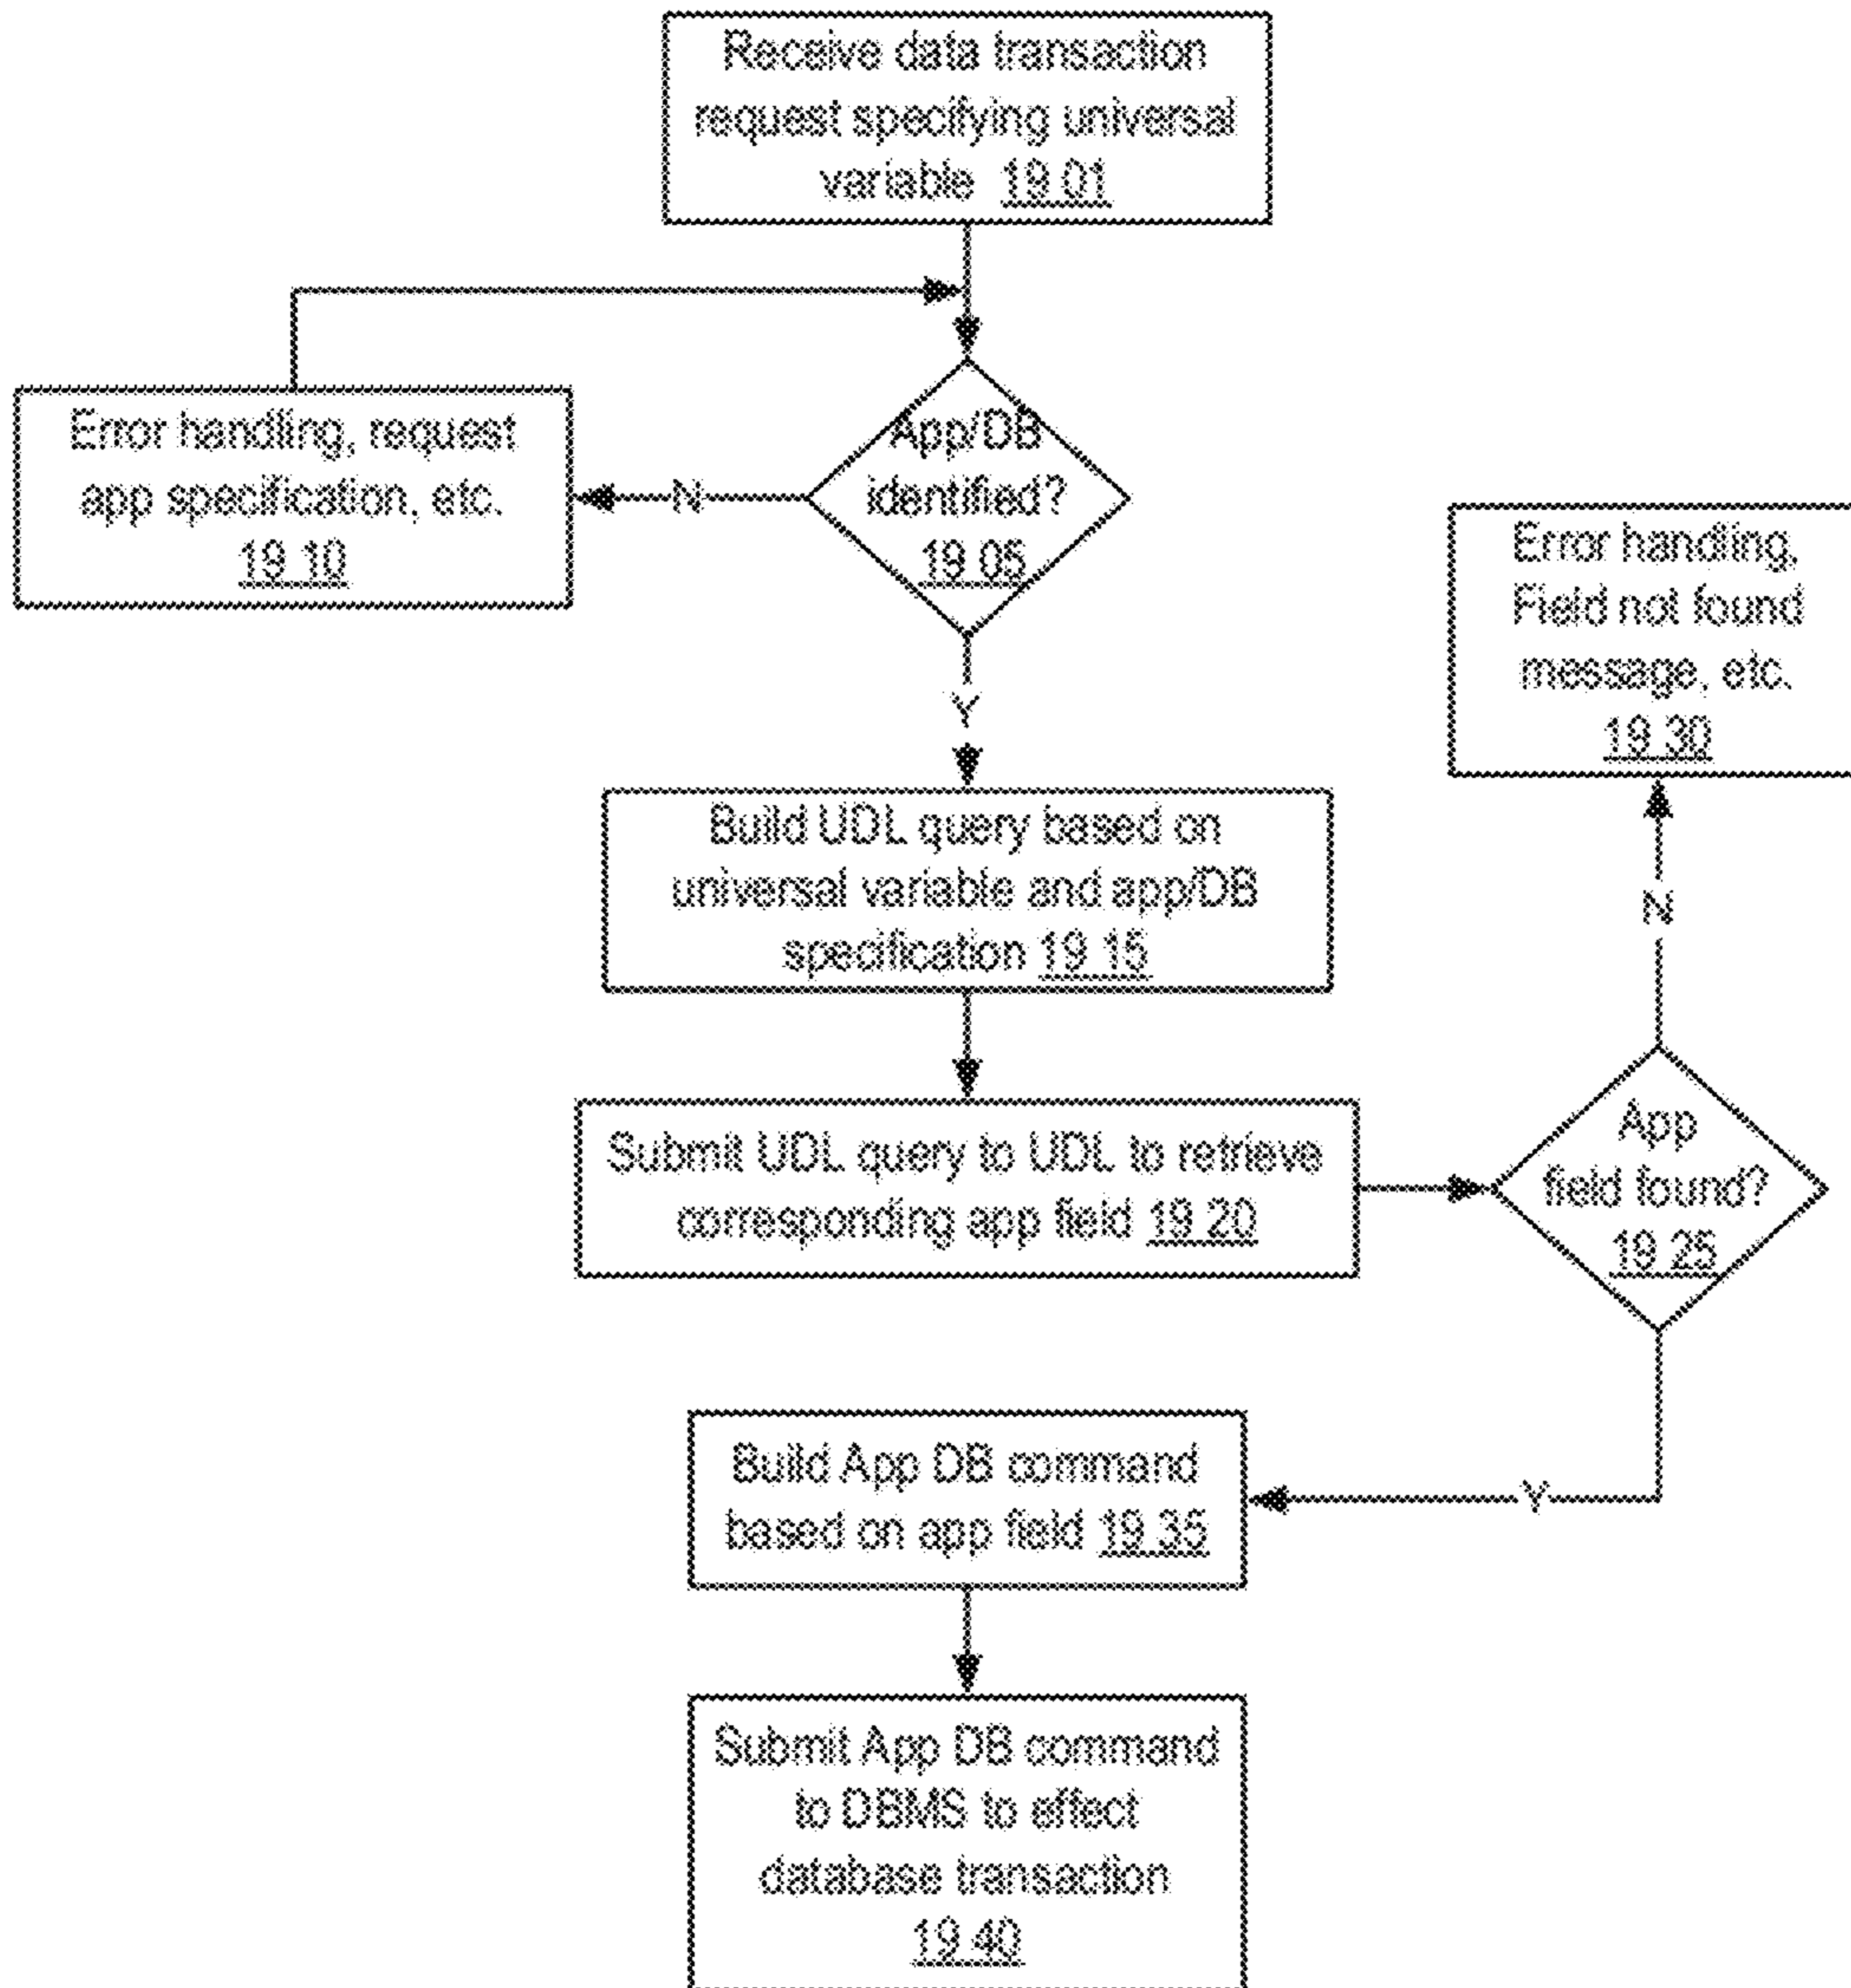 Receive data transaction
request specifying universal
variable 19.01
Error handling, request
app specification, etc.
19.10
N
App/DB
identified?
19.05
Y
Error handling,
Field not found
message, etc.
19.30
Build UDL query based on
universal variable and app/DB
specification 19.15
N
Submit UDL query to UDL to retrieve
corresponding app field 19.20
App
field found?
19.25
Build App DB command
based on app field 19.35
Y
Submit App DB command
to DBMS to effect
database transaction
19.40